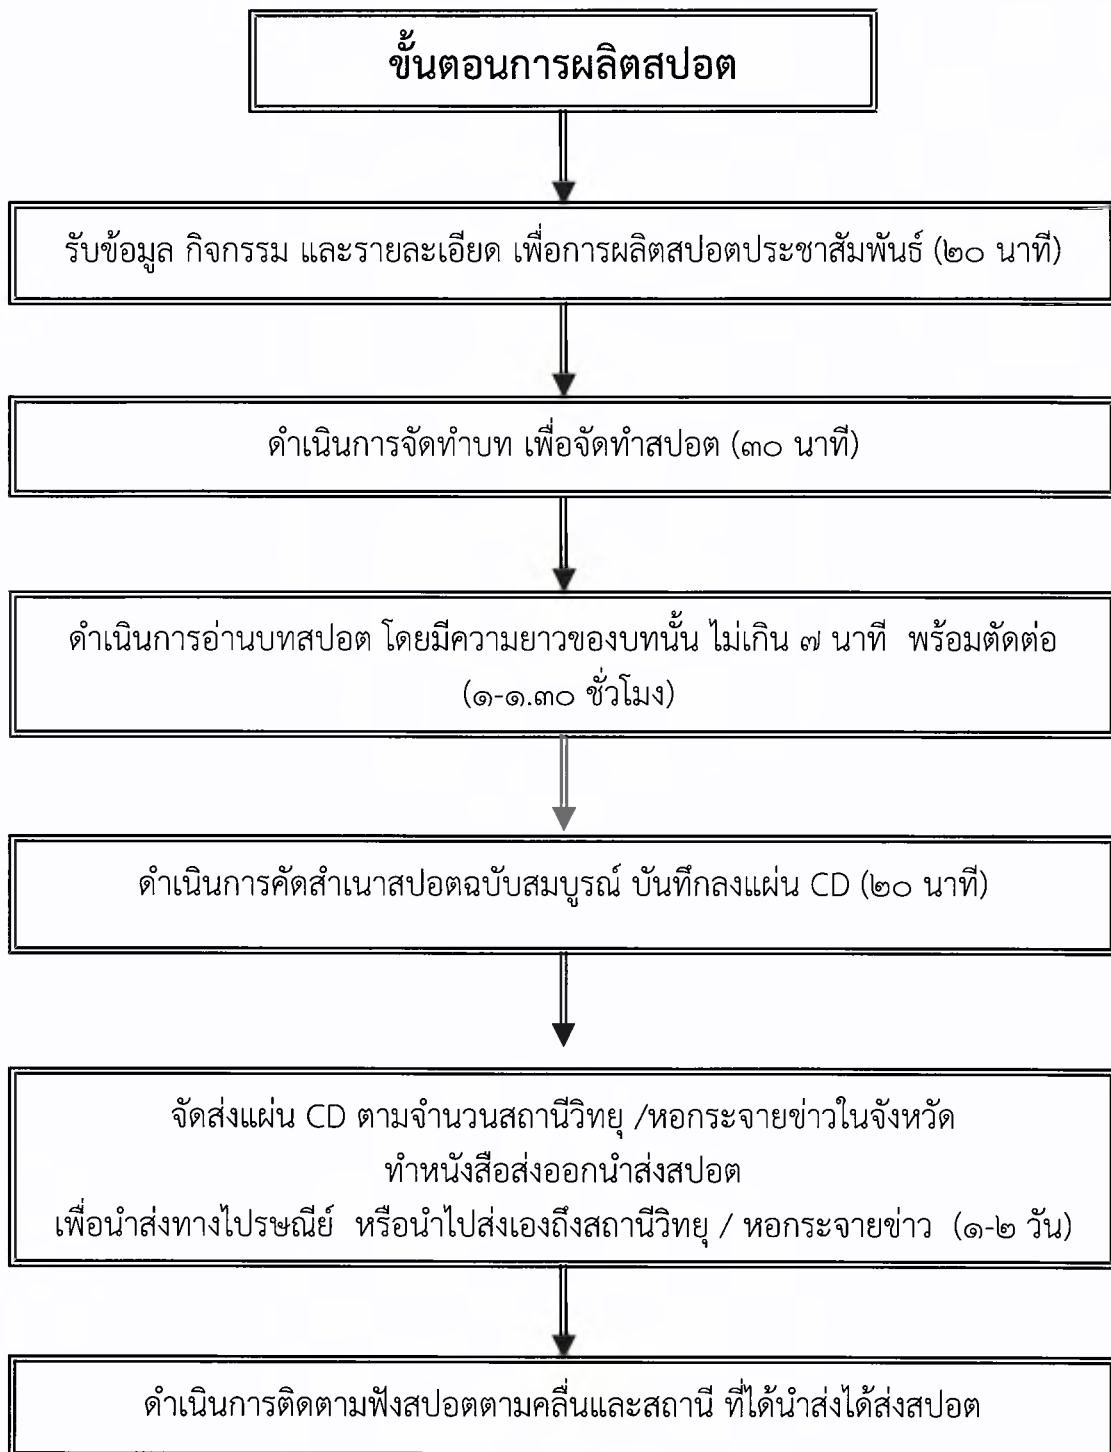 ขั้นตอนการผลิตสปอต
รับข้อมูล กิจกรรม และรายละเอียด เพื่อการผลิตสปอตประชาสัมพันธ์ (๒๐ นาที)
ดำเนินการจัดทำบท เพื่อจัดทำสปอต (๓๐ นาที)
ดำเนินการอ่านบทสปอต โดยมีความยาวของบทนั้น ไม่เกิน ๗ นาที พร้อมตัดต่อ
(๑-๑.๓๐ ชั่วโมง)
ดำเนินการคัดสำเนาสปอตฉบับสมบูรณ์ บันทึกลงแผ่น CD (๒๐ นาที)
จัดส่งแผ่น CD ตามจำนวนสถานีวิทยุ /หอกระจายข่าวในจังหวัด
ทำหนังสือส่งออกนำส่งสปอต
เพื่อนำส่งทางไปรษณีย์ หรือนำไปส่งเองถึงสถานีวิทยุ / หอกระจายข่าว (๑-๒ วัน)
ดำเนินการติดตามฟังสปอตตามคลื่นและสถานี ที่ได้นำส่งได้ส่งสปอต